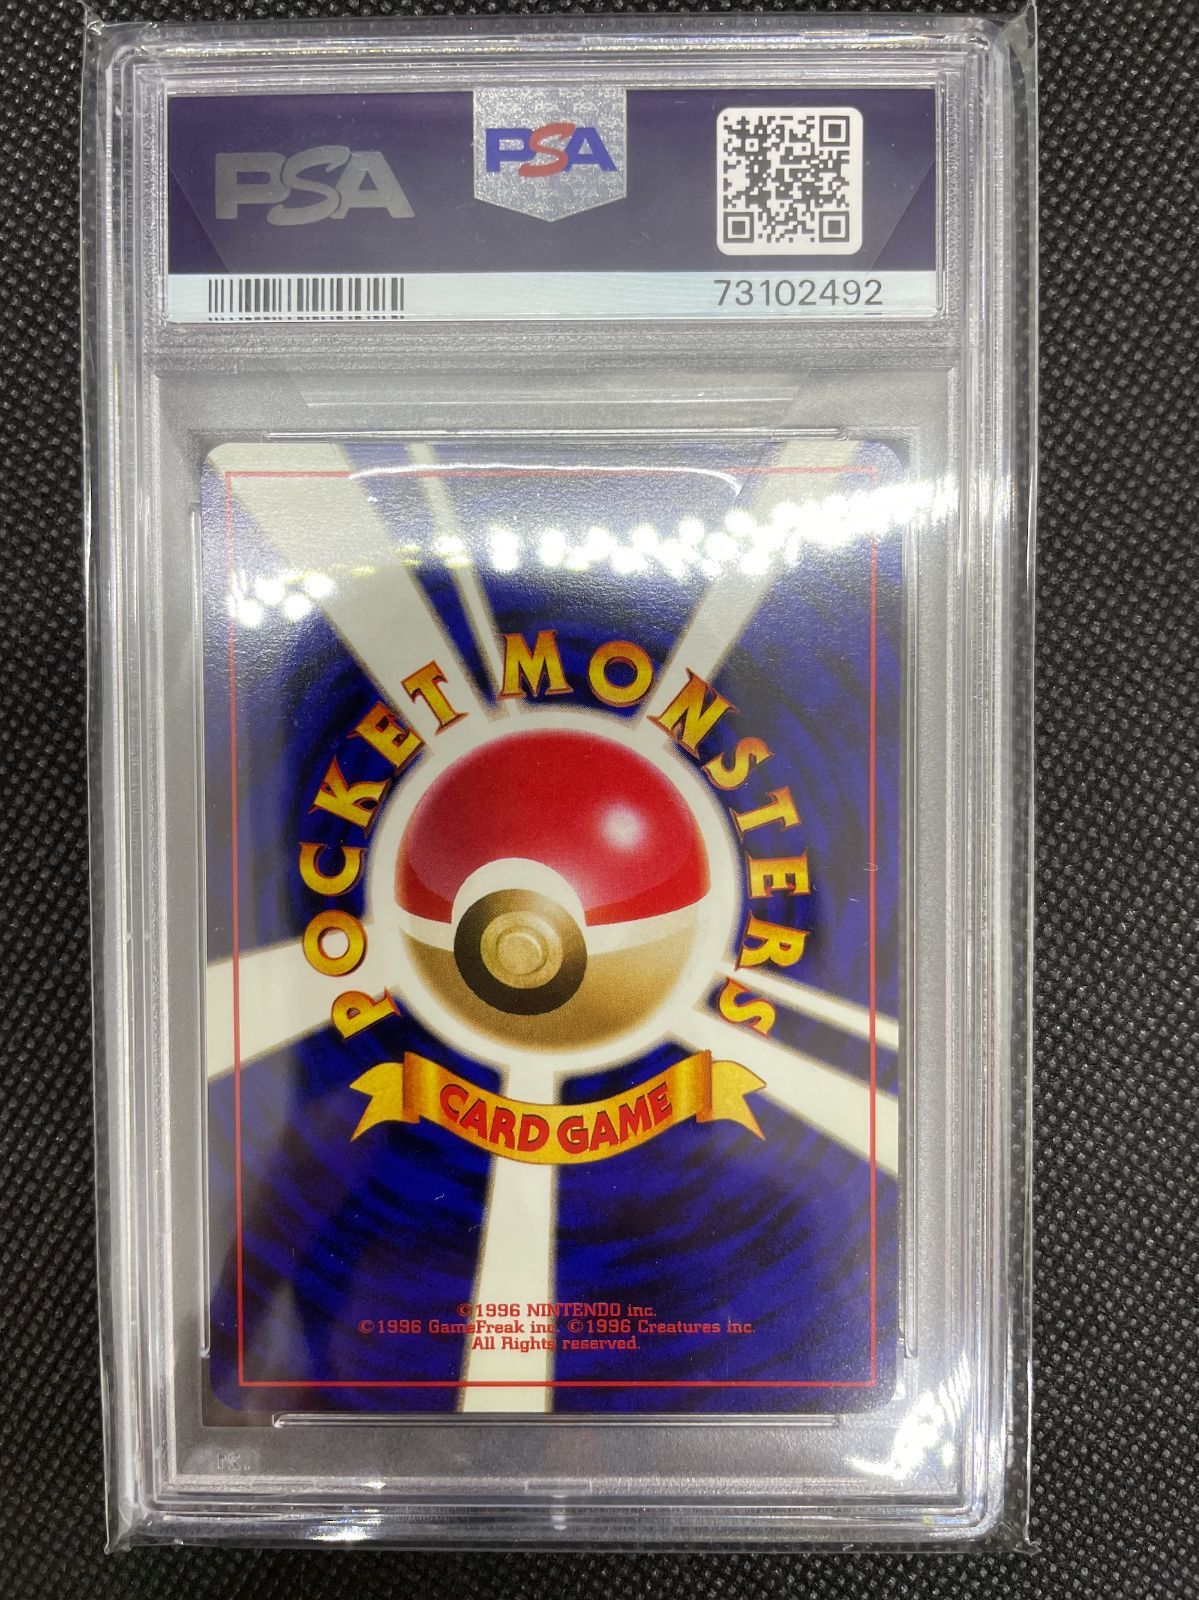 PSA
PSA
73102492
POCKET MONSTERS
CARD GAME
©1996 NINTENDO inc.
©1996 GameFreak inc. ©1996 Creatures inc.
All Rights reserved.